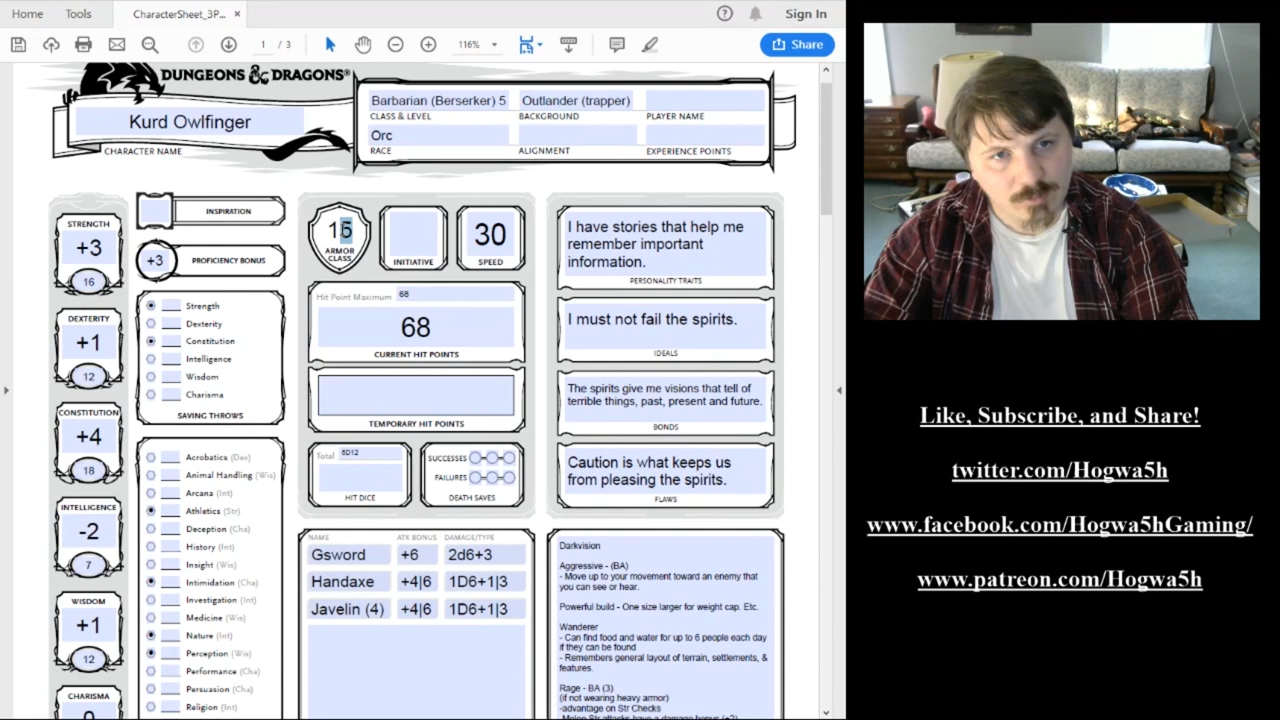 Home Tools CharacterSheet_3P... × Sign In
1 / 3 116% Share
DUNGEONS & DRAGONS®
Kurd Owlfinger
CHARACTER NAME
Barbarian (Berserker) 5 Outlander (trapper)
CLASS & LEVEL BACKGROUND PLAYER NAME
Orc
RACE ALIGNMENT EXPERIENCE POINTS
STRENGTH
+3
16
DEXTERITY
+1
12
CONSTITUTION
+4
18
INTELLIGENCE
-2
7
WISDOM
+1
12
CHARISMA
INSPIRATION
+3 PROFICIENCY BONUS
Strength
Dexterity
Constitution
Intelligence
Wisdom
Charisma
SAVING THROWS
Acrobatics (Dex)
Animal Handling (Wis)
Arcana (Int)
Athletics (Str)
Deception (Cha)
History (Int)
Insight (Wis)
Intimidation (Cha)
Investigation (Int)
Medicine (Wis)
Nature (Int)
Perception (Wis)
Performance (Cha)
Persuasion (Cha)
Religion (Int)
15
ARMOR
CLASS
INITIATIVE
30
SPEED
Hit Point Maximum 68
68
CURRENT HIT POINTS
TEMPORARY HIT POINTS
Total 5D12
HIT DICE
SUCCESSES
FAILURES
DEATH SAVES
NAME ATK BONUS DAMAGE/TYPE
Gsword +6 2d6+3
Handaxe +4|6 1D6+1|3
Javelin (4) +4|6 1D6+1|3
I have stories that help me
remember important
information.
PERSONALITY TRAITS
I must not fail the spirits.
IDEALS
The spirits give me visions that tell of
terrible things, past, present and future.
BONDS
Caution is what keeps us
from pleasing the spirits.
FLAWS
Darkvision
Aggressive - (BA)
- Move up to your movement toward an enemy that
you can see or hear.
Powerful build - One size larger for weight cap. Etc.
Wanderer
- Can find food and water for up to 6 people each day
if they can be found
- Remembers general layout of terrain, settlements, &
features.
Rage - BA (3)
(if not wearing heavy armor)
-advantage on Str Checks
-Melee Str attacks have a damage bonus (+2)
Like, Subscribe, and Share!
twitter.com/Hogwa5h
www.facebook.com/Hogwa5hGaming/
www.patreon.com/Hogwa5h